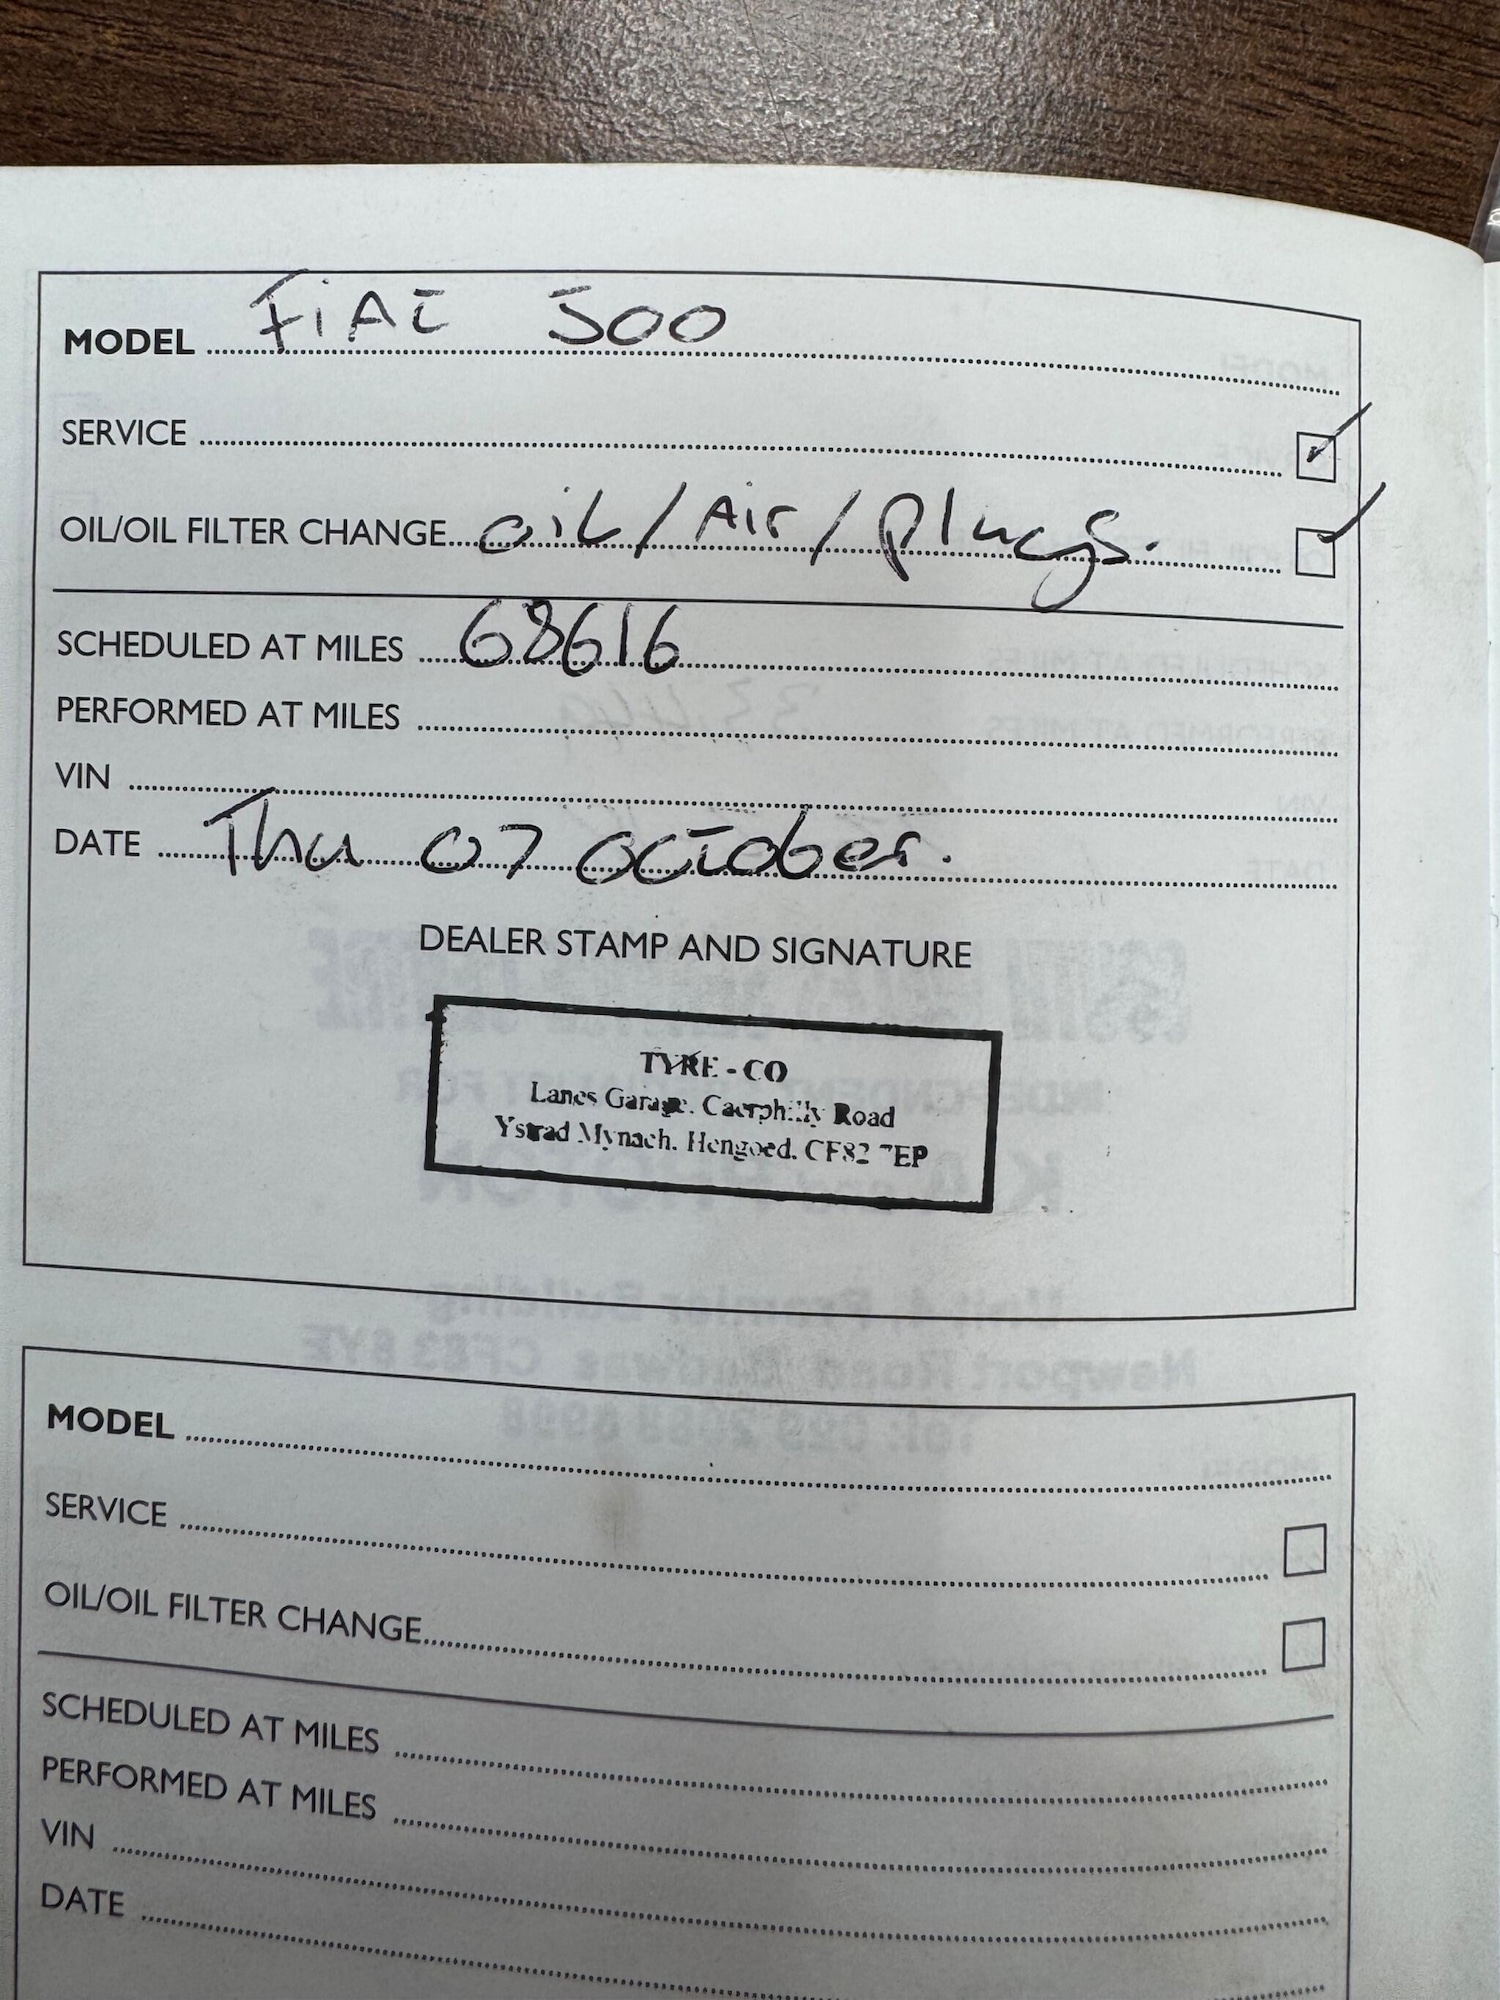 MODEL FiAT 500
SERVICE ✓
OIL/OIL FILTER CHANGE oil/Air/plugs. ✓
SCHEDULED AT MILES 68616
PERFORMED AT MILES
VIN
DATE Thu 07 October.
DEALER STAMP AND SIGNATURE
TYRE - CO
Lanes Garage, Caerphilly Road
Ystrad Mynach, Hengoed. CF82 7EP
MODEL
SERVICE
OIL/OIL FILTER CHANGE
SCHEDULED AT MILES
PERFORMED AT MILES
VIN
DATE